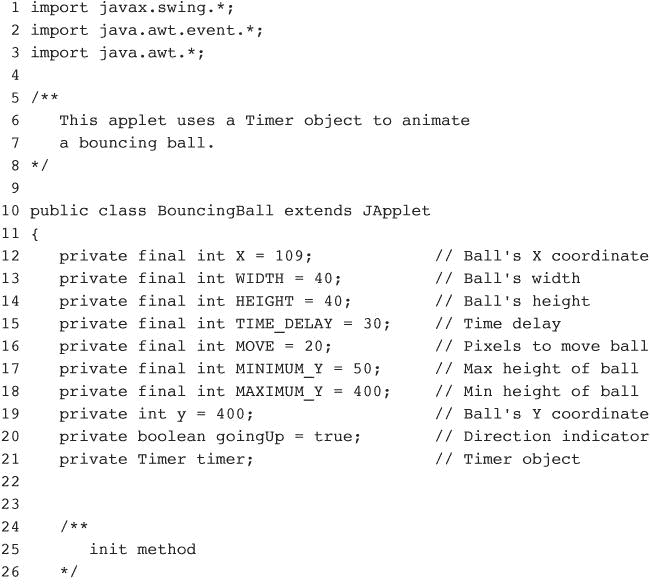 1 import javax.swing.*;
2 import java.awt.event.*;
3 import java.awt.*;
4
5 /**
6    This applet uses a Timer object to animate
7    a bouncing ball.
8 */
9
10 public class BouncingBall extends JApplet
11 {
12    private final int X = 109;            // Ball's X coordinate
13    private final int WIDTH = 40;         // Ball's width
14    private final int HEIGHT = 40;        // Ball's height
15    private final int TIME_DELAY = 30;    // Time delay
16    private final int MOVE = 20;          // Pixels to move ball
17    private final int MINIMUM_Y = 50;     // Max height of ball
18    private final int MAXIMUM_Y = 400;    // Min height of ball
19    private int y = 400;                  // Ball's Y coordinate
20    private boolean goingUp = true;       // Direction indicator
21    private Timer timer;                  // Timer object
22
23
24    /**
25       init method
26    */